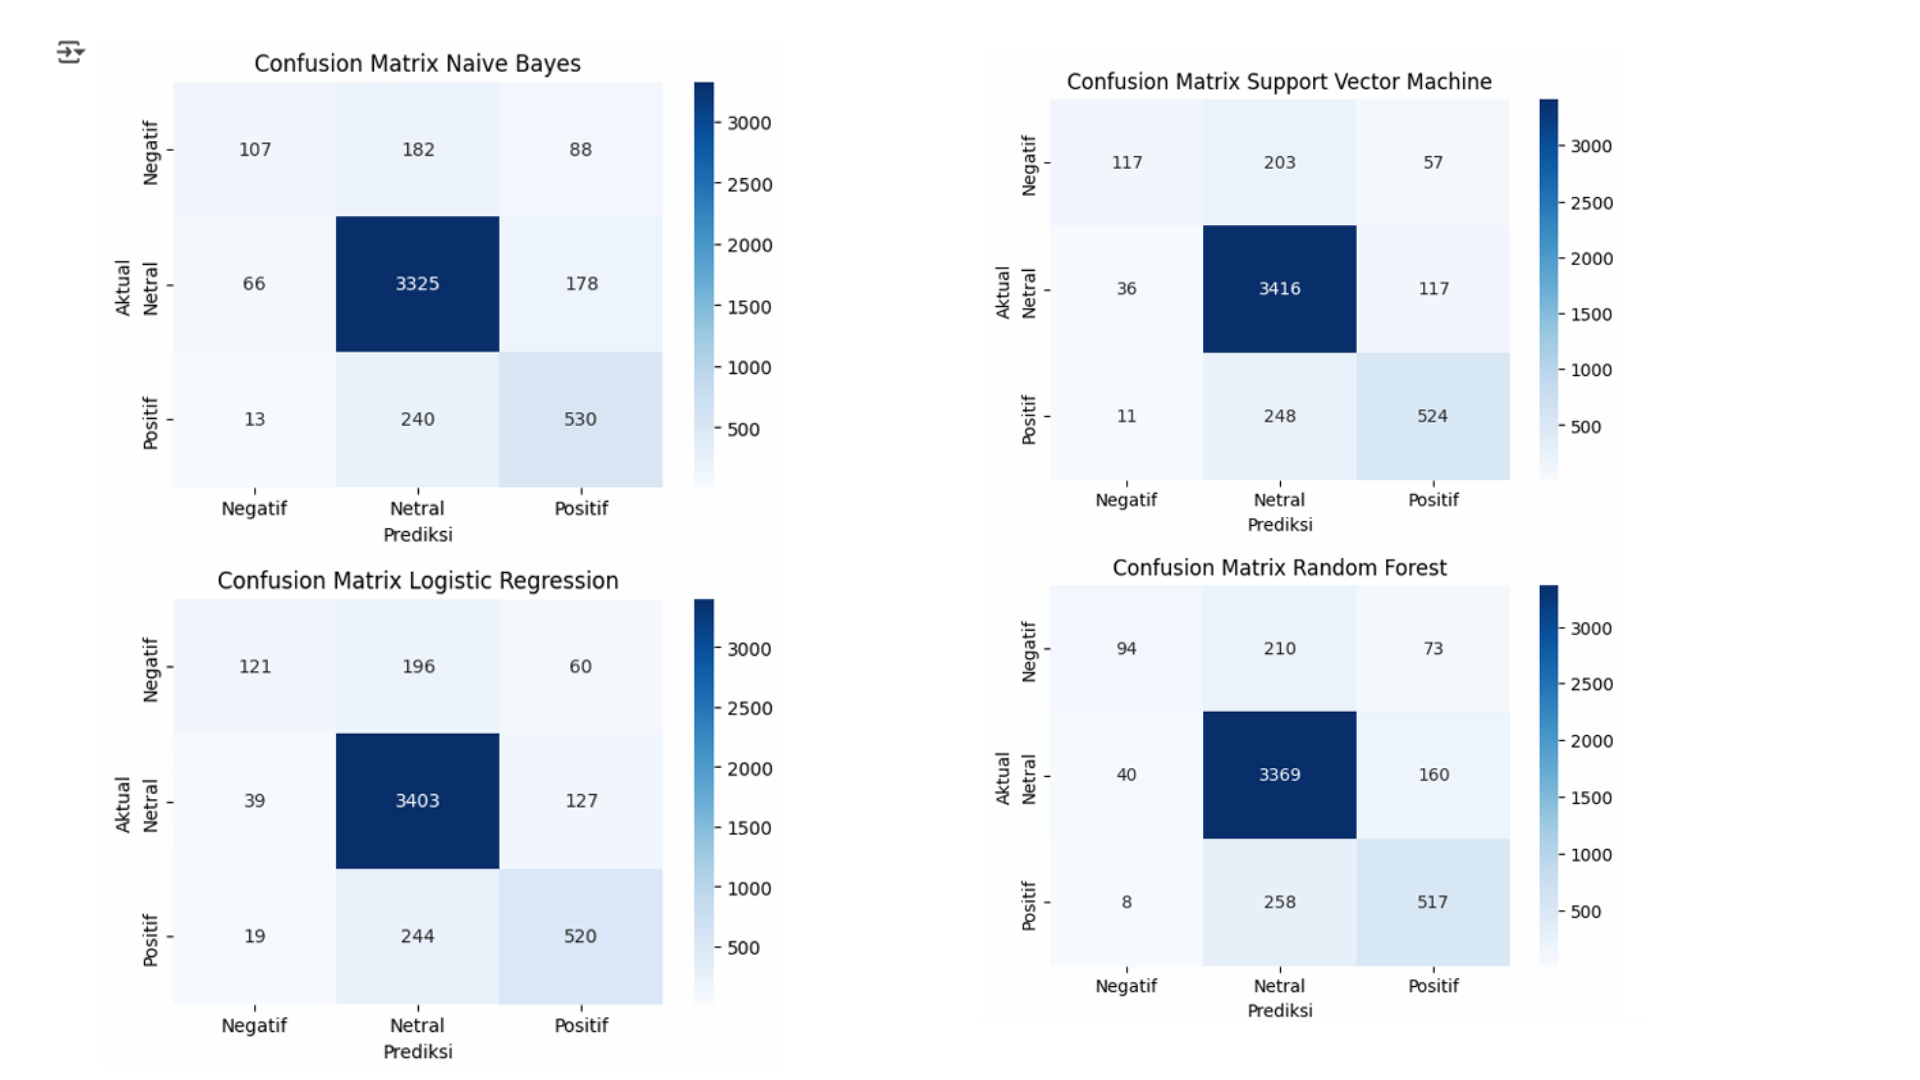 Confusion Matrix Naive Bayes
3000
2500
2000
1500
1000
500
Aktual
Negatif
107 182 88
Netral
66 3325 178
Positif
13 240 530
Negatif Netral Positif
Prediksi
Confusion Matrix Support Vector Machine
3000
2500
2000
1500
1000
500
Aktual
Negatif
117 203 57
Netral
36 3416 117
Positif
11 248 524
Negatif Netral Positif
Prediksi
Confusion Matrix Logistic Regression
3000
2500
2000
1500
1000
500
Aktual
Negatif
121 196 60
Netral
39 3403 127
Positif
19 244 520
Negatif Netral Positif
Prediksi
Confusion Matrix Random Forest
3000
2500
2000
1500
1000
500
Aktual
Negatif
94 210 73
Netral
40 3369 160
Positif
8 258 517
Negatif Netral Positif
Prediksi